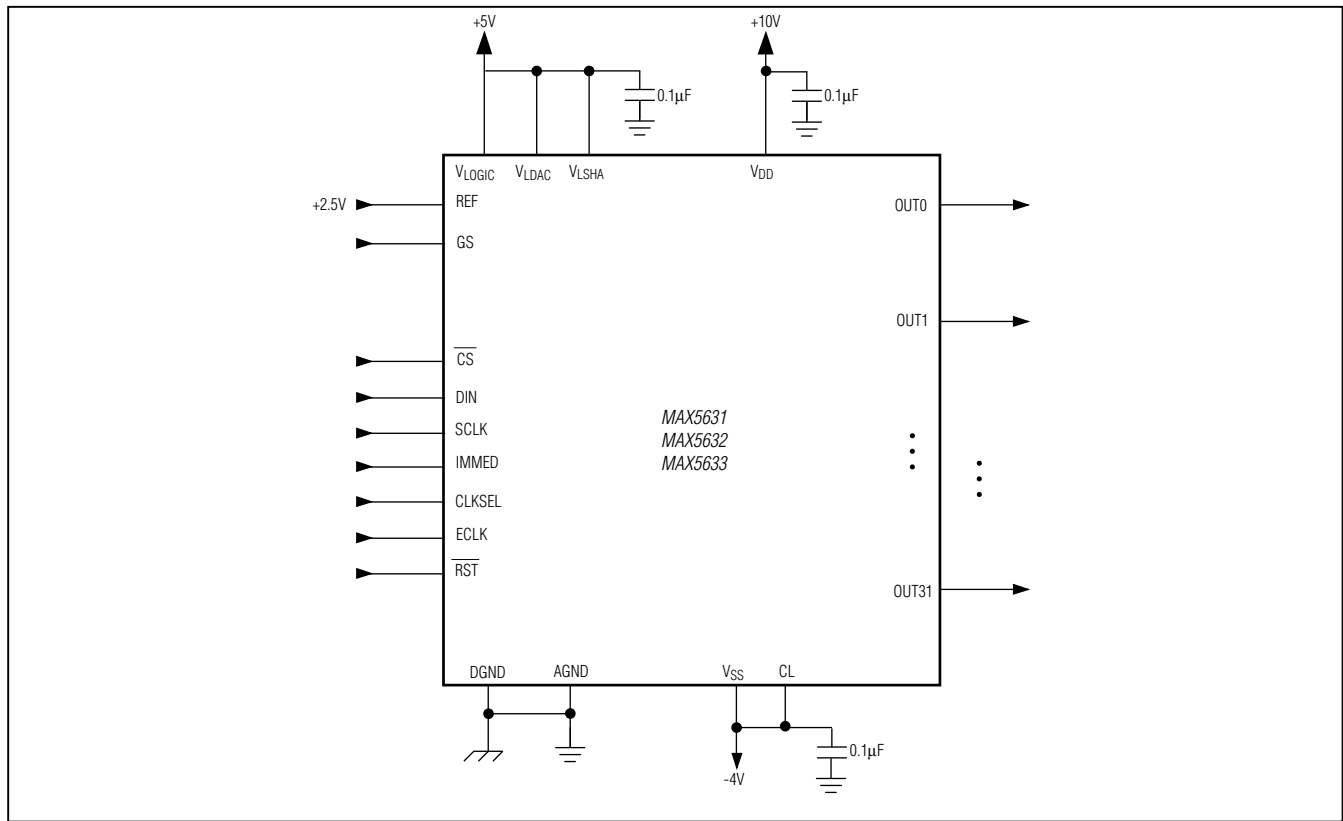 +5V
+10V
0.1µF
0.1µF
VLOGIC
VLDAC
VLSHA
VDD
+2.5V
REF
OUT0
GS
OUT1
CS
DIN
SCLK
IMMED
CLKSEL
ECLK
RST
MAX5631
MAX5632
MAX5633
OUT31
DGND
AGND
VSS
CL
0.1µF
-4V